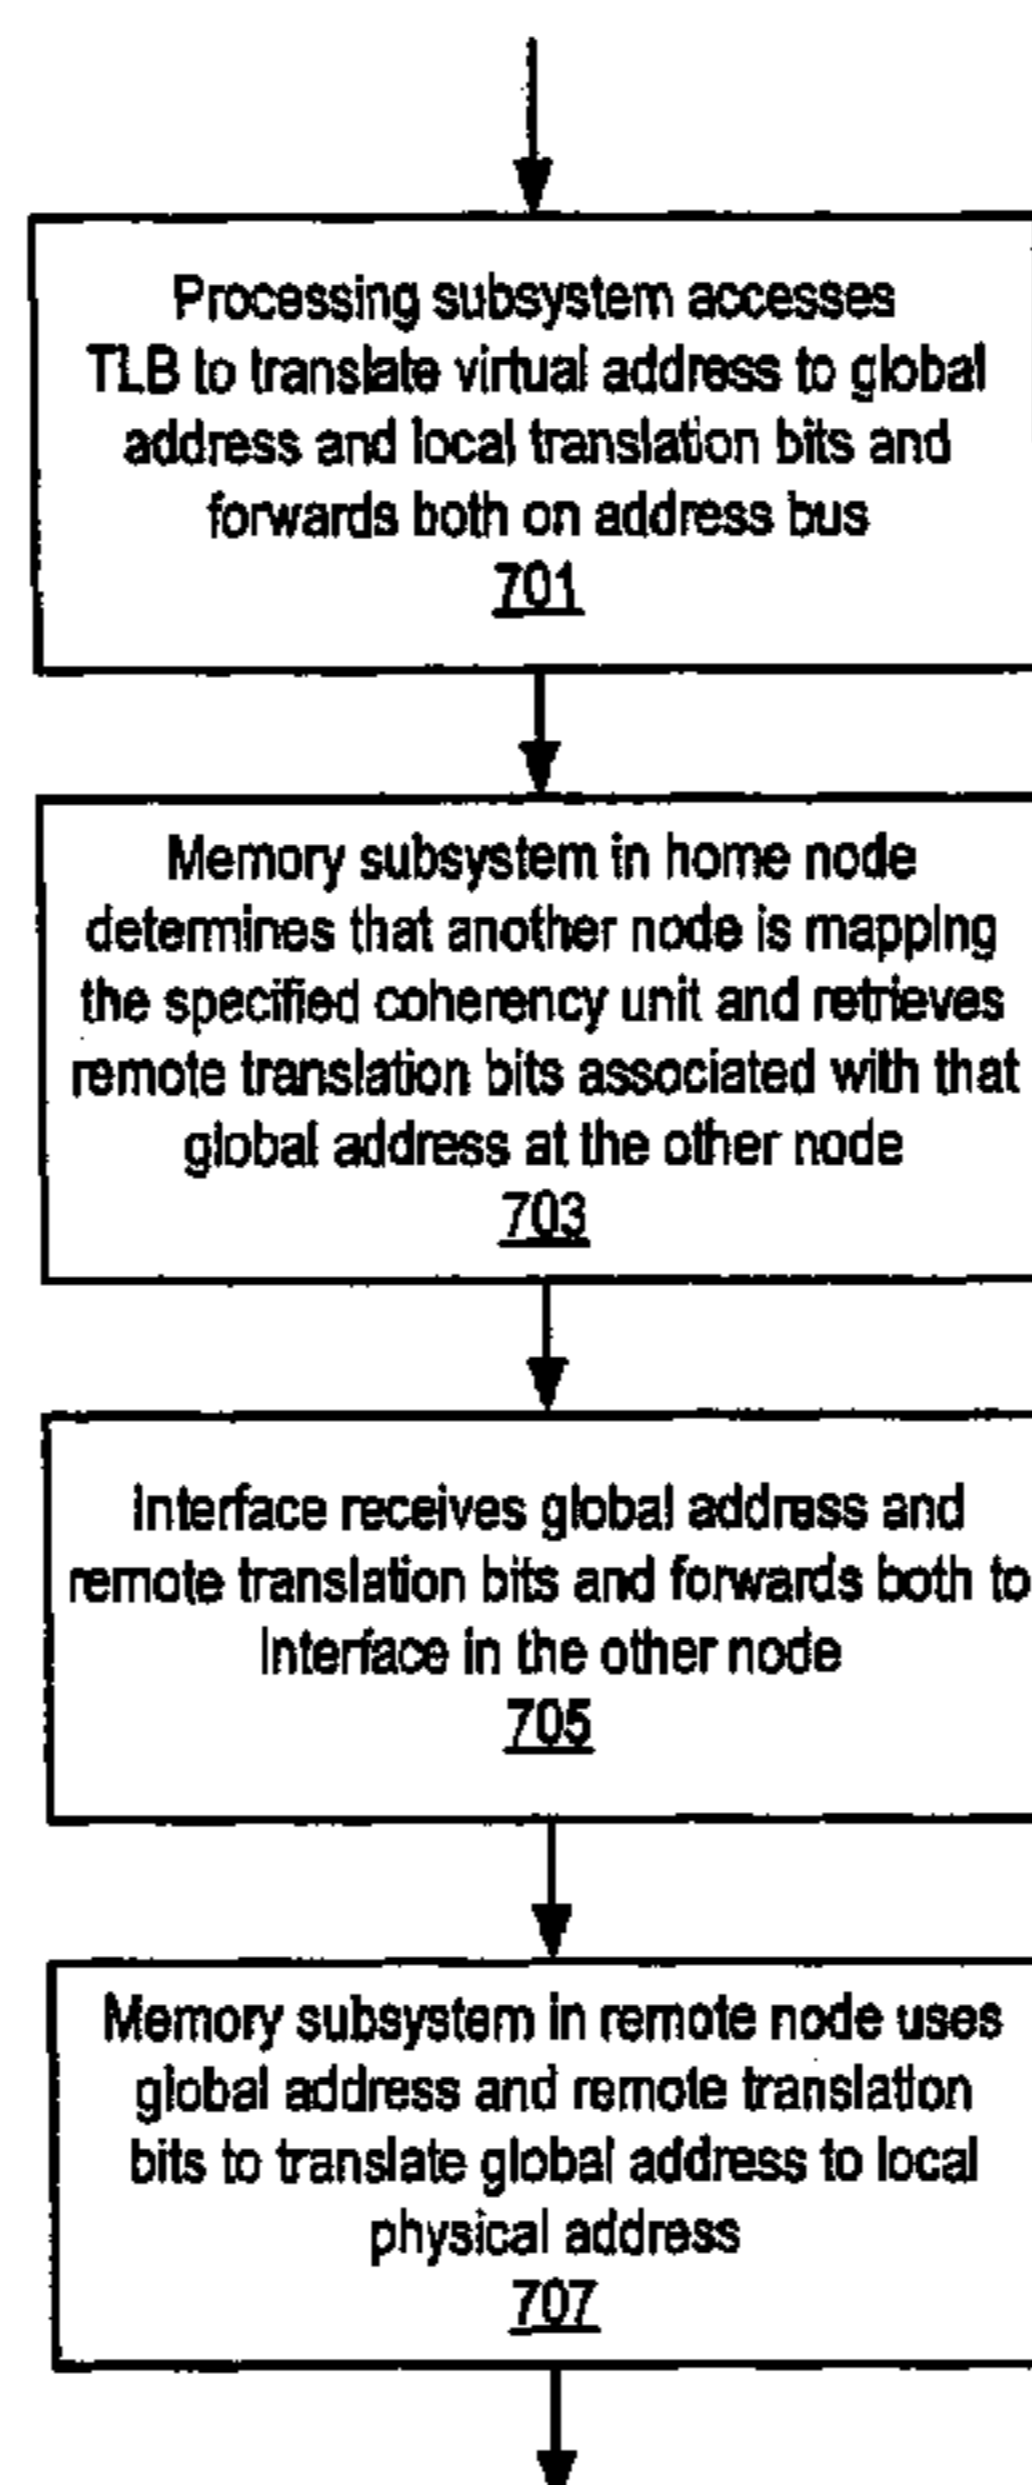 Processing subsystem accesses
TLB to translate virtual address to global
address and local translation bits and
forwards both on address bus
701
Memory subsystem in home node
determines that another node is mapping
the specified coherency unit and retrieves
remote translation bits associated with that
global address at the other node
703
Interface receives global address and
remote translation bits and forwards both to
Interface in the other node
705
Memory subsystem in remote node uses
global address and remote translation
bits to translate global address to local
physical address
707